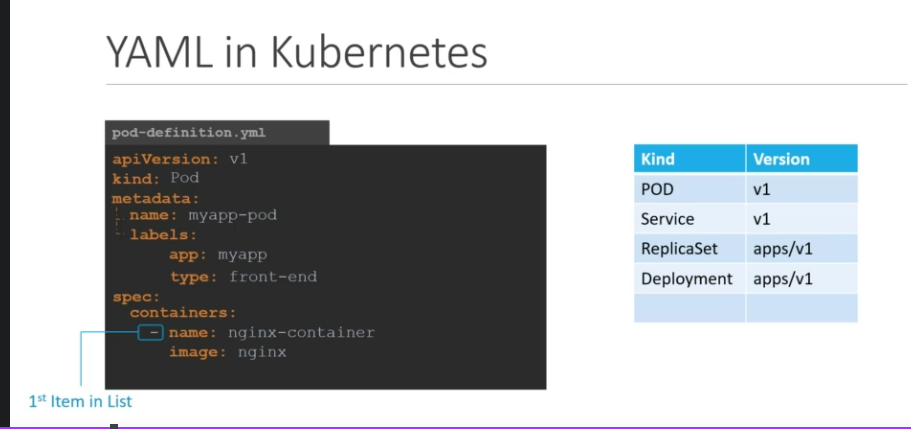 YAML in Kubernetes
pod-definition.yml
apiVersion: v1
kind: Pod
metadata:
name: myapp-pod
labels:
app: myapp
type: front-end
spec:
containers:
- name: nginx-container
image: nginx
1st Item in List
Kind Version
POD v1
Service v1
ReplicaSet apps/v1
Deployment apps/v1